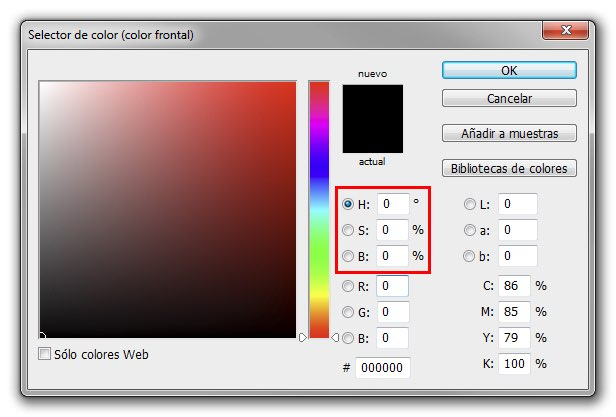 Selector de color (color frontal)
nuevo
actual
OK
Cancelar
Añadir a muestras
Bibliotecas de colores
H: 0 °
S: 0 %
B: 0 %
R: 0
G: 0
B: 0
# 000000
L: 0
a: 0
b: 0
C: 86 %
M: 85 %
Y: 79 %
K: 100 %
Sólo colores Web